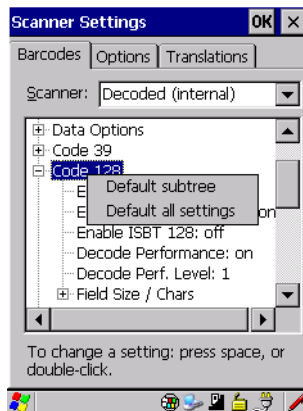 Scanner Settings OK ×
Barcodes Options Translations
Scanner: Decoded (internal)
Data Options
Code 39
Code 128
Default subtree
Default all settings
Enable ISBT 128: off
Decode Performance: on
Decode Perf. Level: 1
Field Size / Chars
To change a setting: press space, or
double-click.